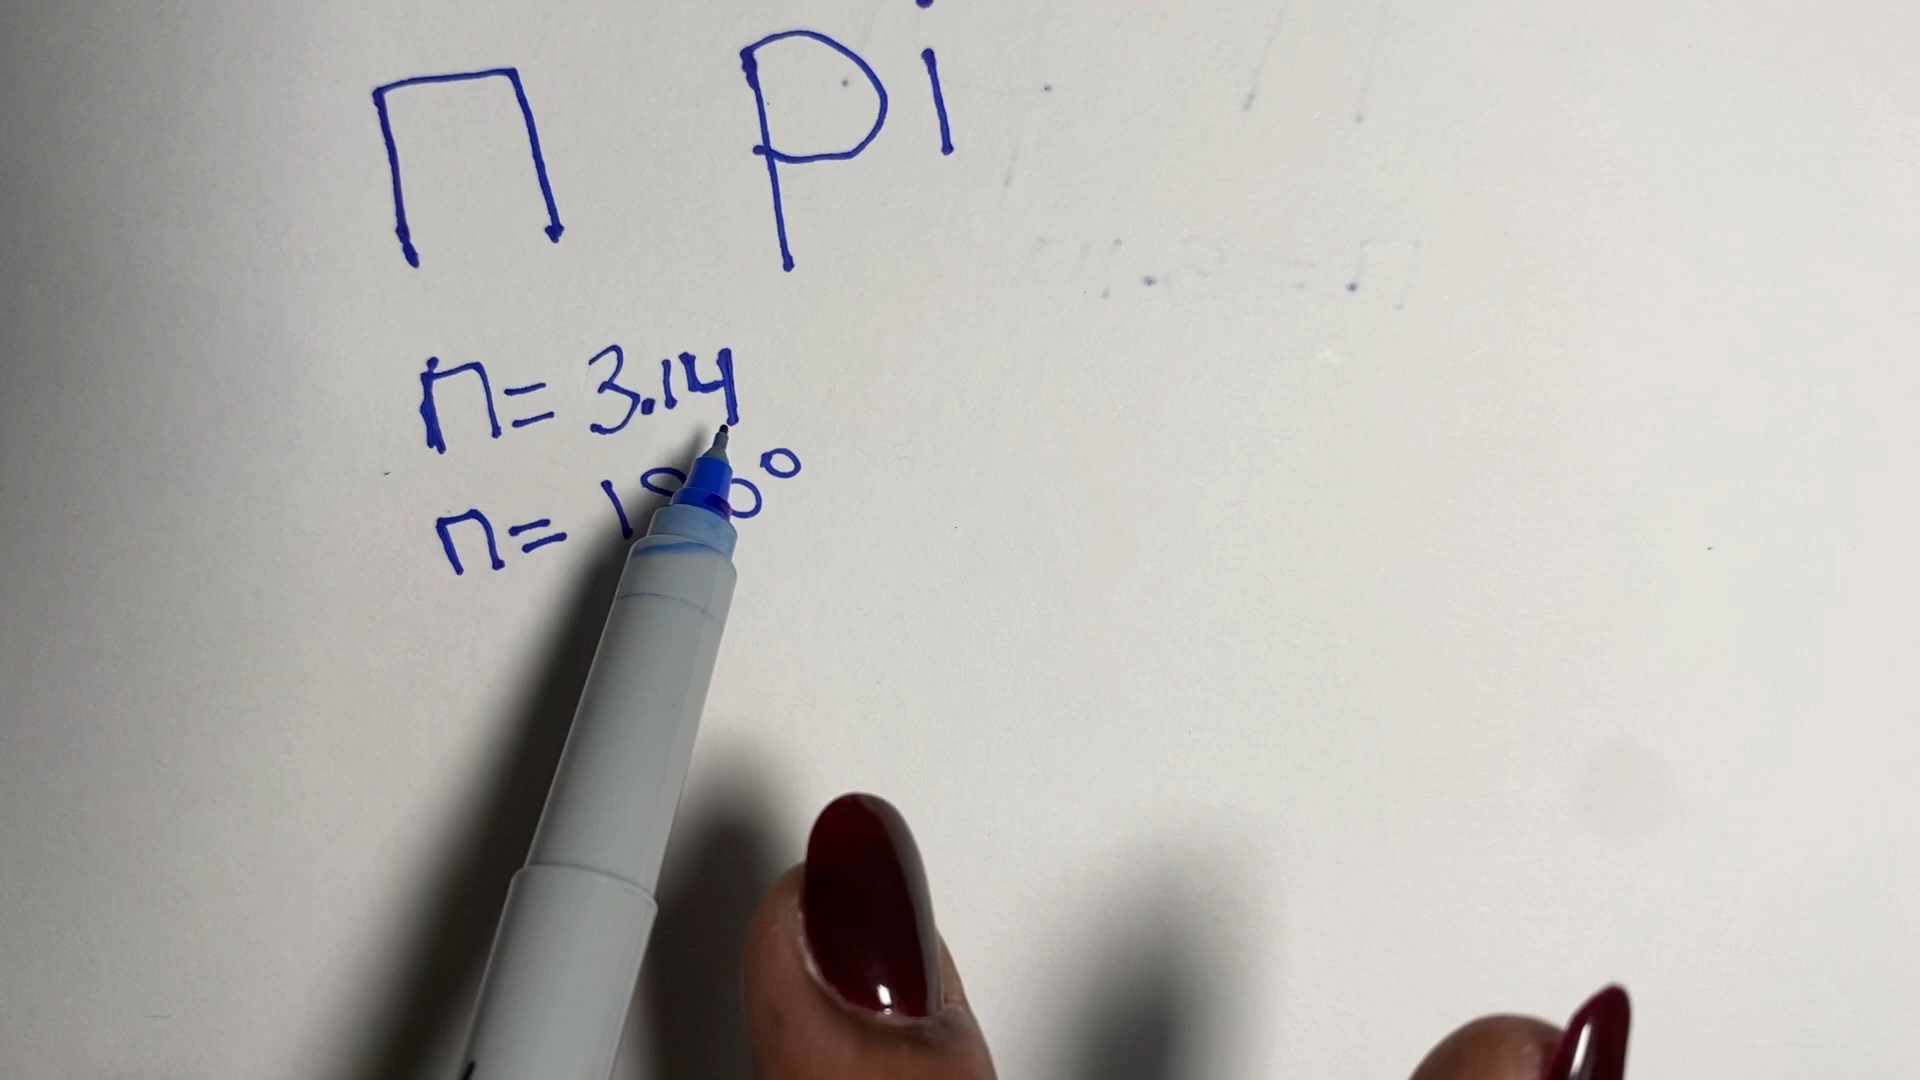 π Pi
π = 3.14
π =